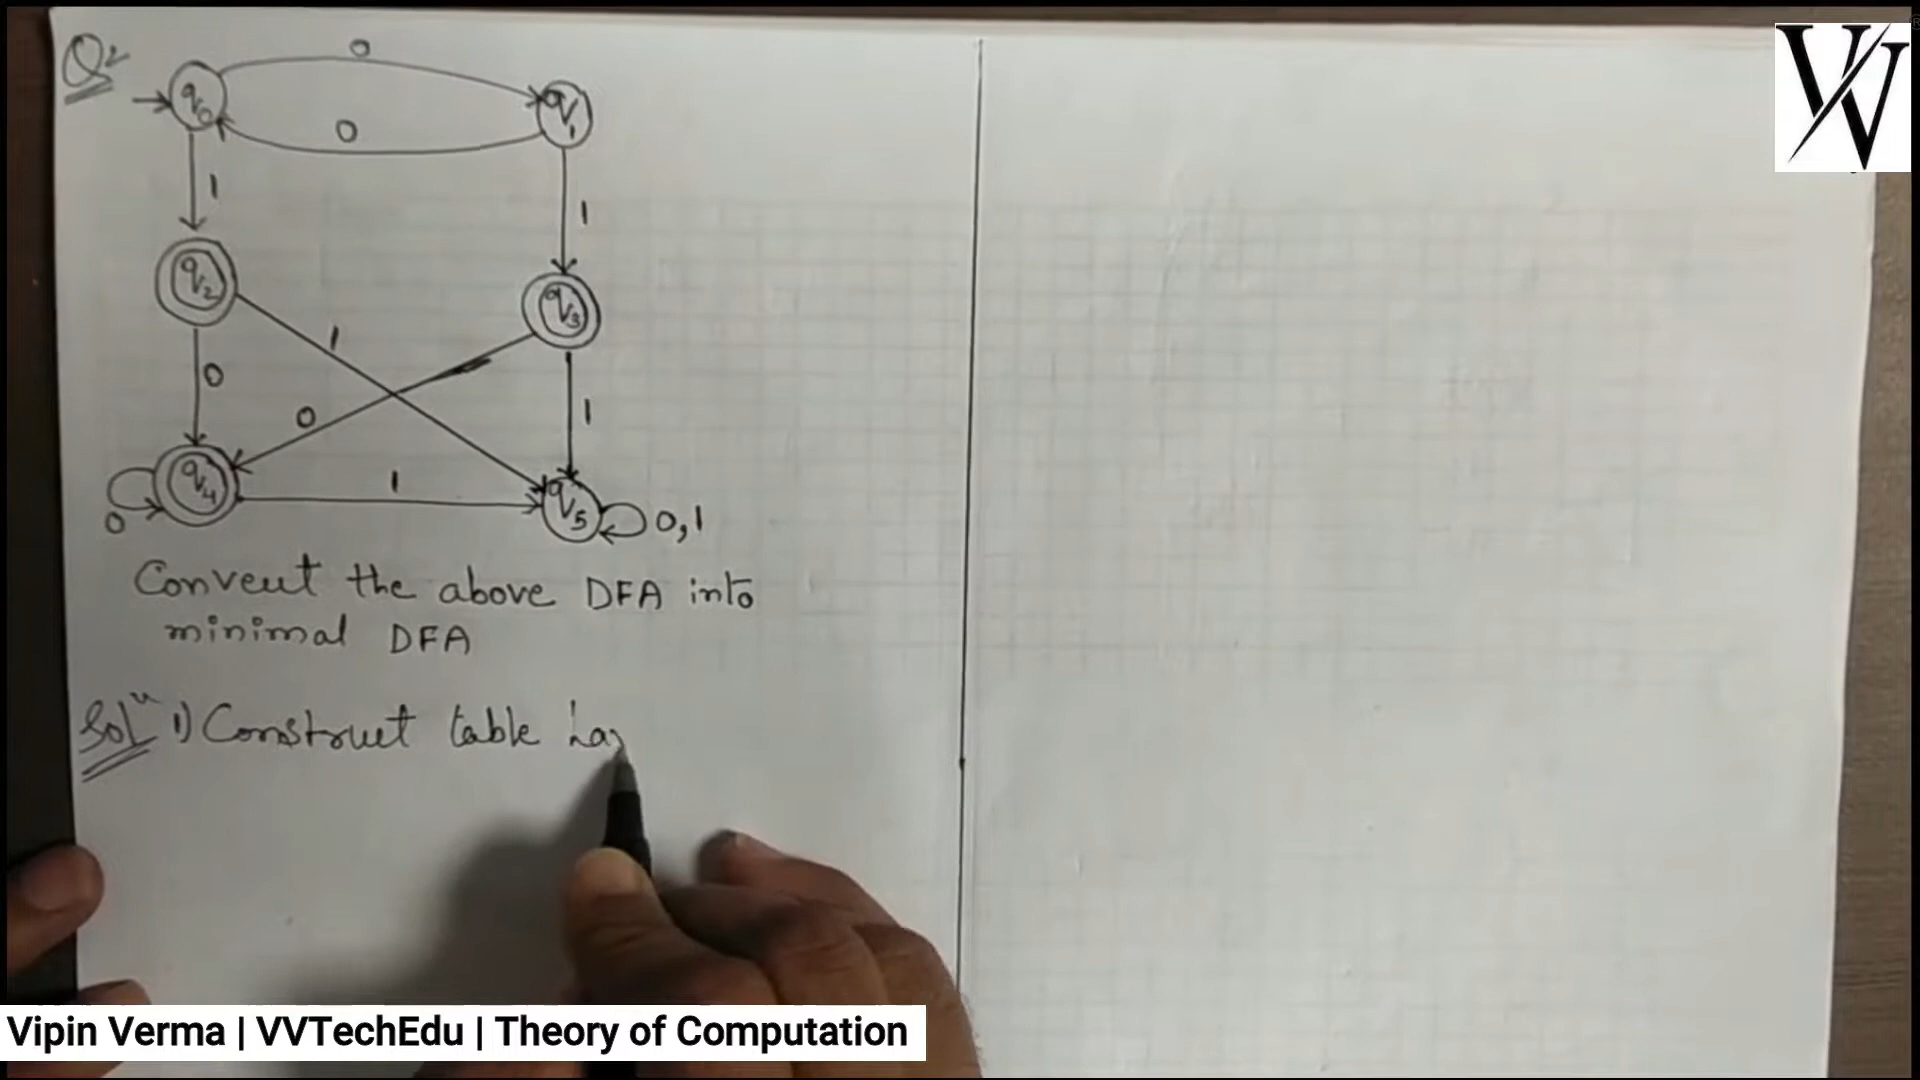 Q2
0
q0
q1
0
1
1
q2
q3
1
0
0
1
q4
1
q5
0
0,1
Convert the above DFA into
minimal DFA
Solⁿ 1) Construct table
VV
Vipin Verma | VVTechEdu | Theory of Computation